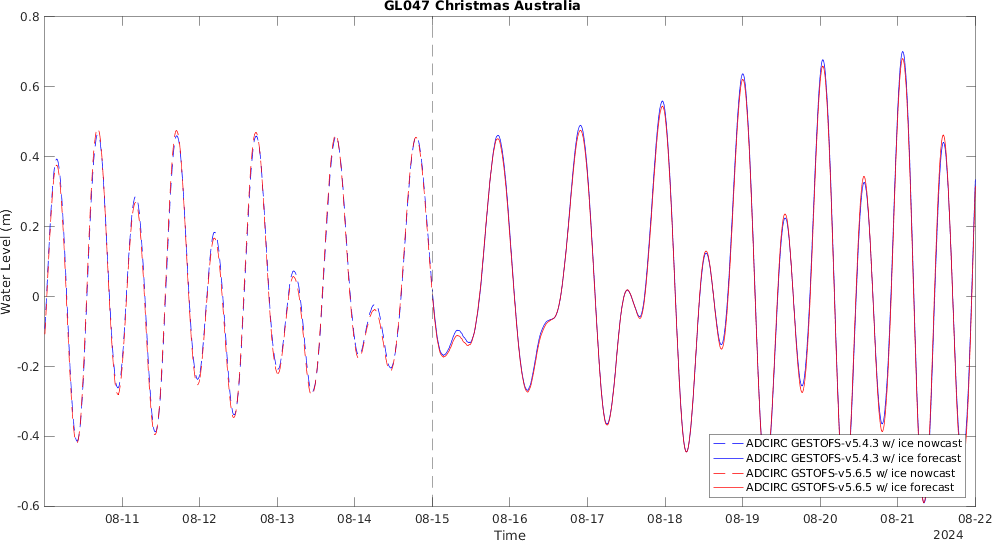 GL047 Christmas Australia
Water Level (m)
0.8
0.6
0.4
0.2
0
-0.2
-0.4
-0.6
ADCIRC GESTOFS-v5.4.3 w/ ice nowcast
ADCIRC GESTOFS-v5.4.3 w/ ice forecast
ADCIRC GSTOFS-v5.6.5 w/ ice nowcast
ADCIRC GSTOFS-v5.6.5 w/ ice forecast
08-11 08-12 08-13 08-14 08-15 08-16 08-17 08-18 08-19 08-20 08-21 08-22
Time
2024